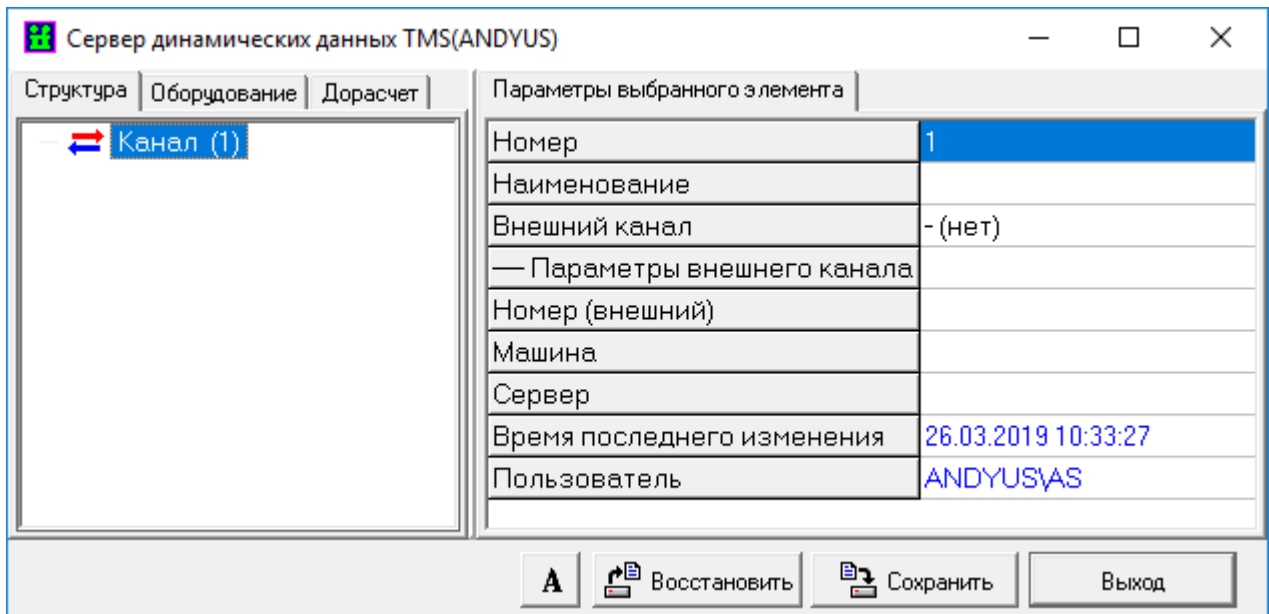 Сервер динамических данных TMS(ANDYUS)
Структура Оборудование Дорасчет
Канал (1)
Параметры выбранного элемента
Номер 1
Наименование
Внешний канал - (нет)
— Параметры внешнего канала
Номер (внешний)
Машина
Сервер
Время последнего изменения 26.03.2019 10:33:27
Пользователь ANDYUS\AS
A Восстановить Сохранить Выход